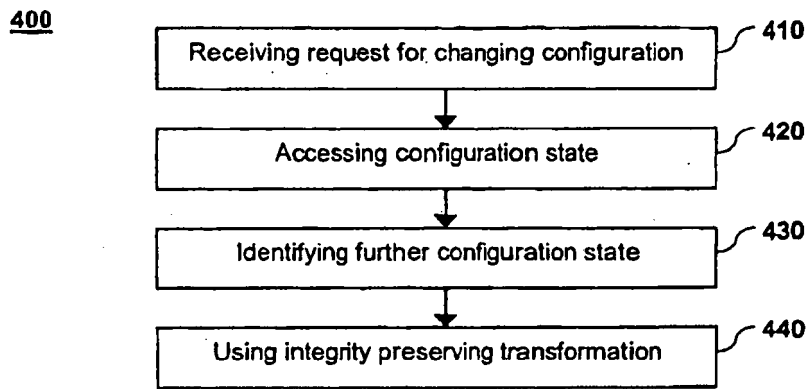 400
Receiving request for changing configuration
410
Accessing configuration state
420
Identifying further configuration state
430
Using integrity preserving transformation
440